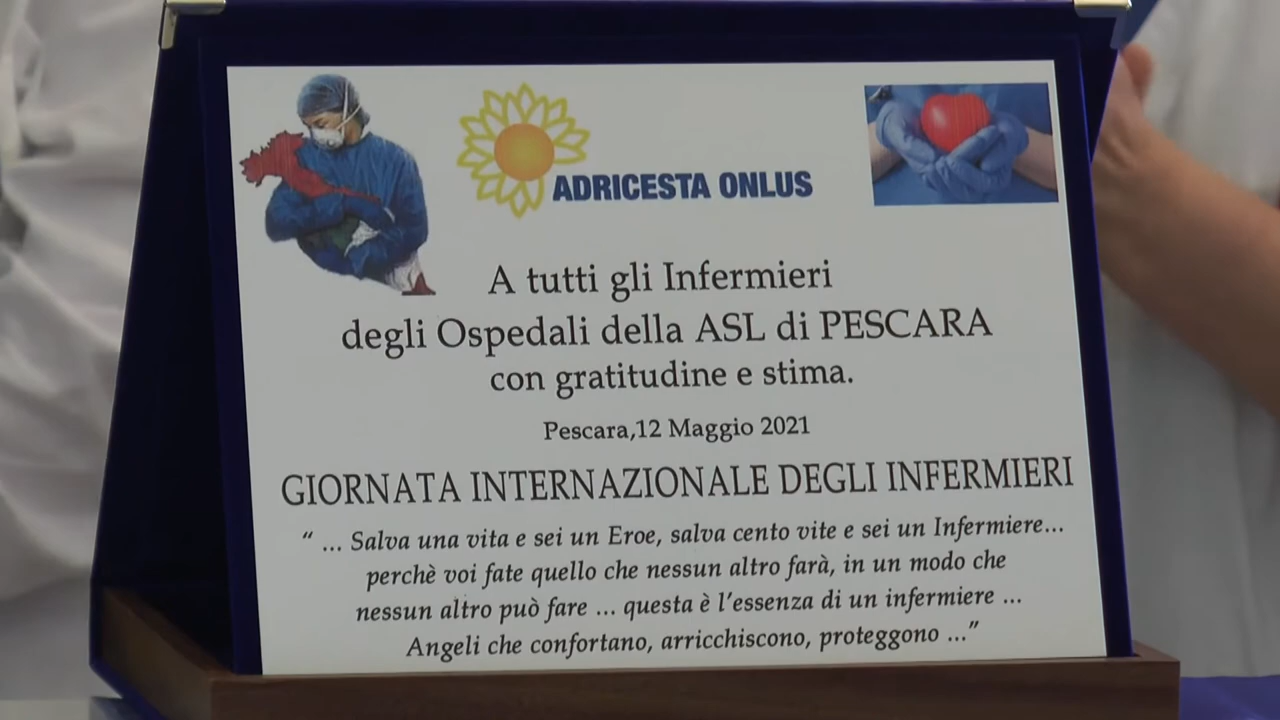 ADRICESTA ONLUS
A tutti gli Infermieri
degli Ospedali della ASL di PESCARA
con gratitudine e stima.
Pescara,12 Maggio 2021
GIORNATA INTERNAZIONALE DEGLI INFERMIERI
“ ... Salva una vita e sei un Eroe, salva cento vite e sei un Infermiere...
perchè voi fate quello che nessun altro farà, in un modo che
nessun altro può fare ... questa è l’essenza di un infermiere ...
Angeli che confortano, arricchiscono, proteggono ...”